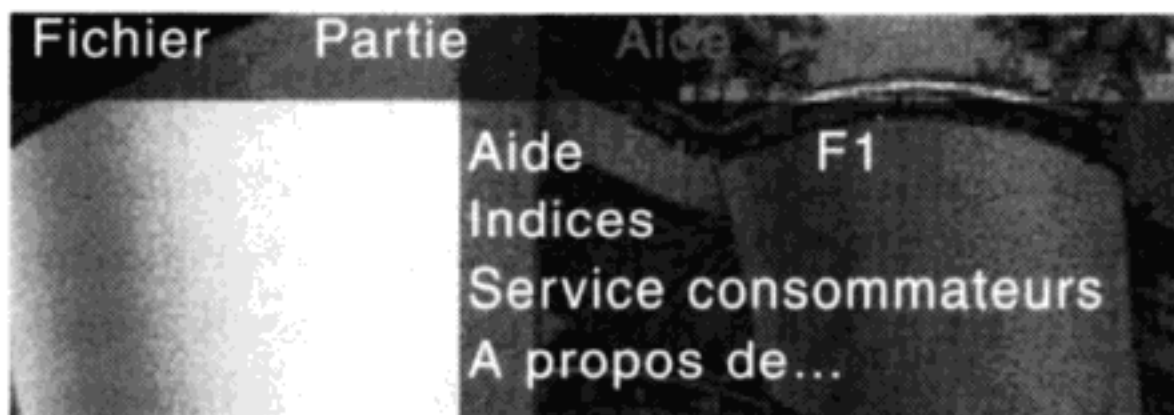 Fichier Partie Aide
Aide F1
Indices
Service consommateurs
A propos de...